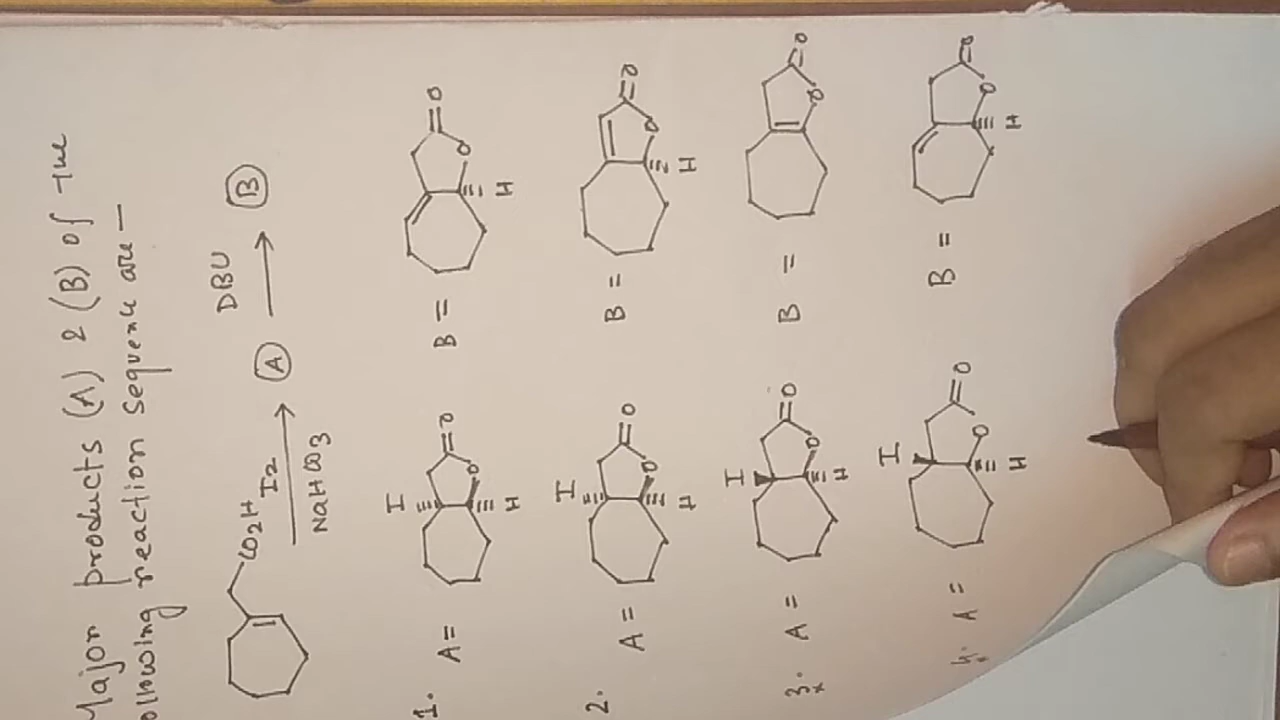 Major products (A) & (B) of the
following reaction sequence are —
CO2H
I2
NaHCO3
A
DBU
B
1. A =
I
H
O
O
B =
H
O
O
2. A =
I
H
O
O
B =
H
O
O
3. A =
I
H
O
O
B =
O
O
4. A =
I
H
O
O
B =
H
O
O